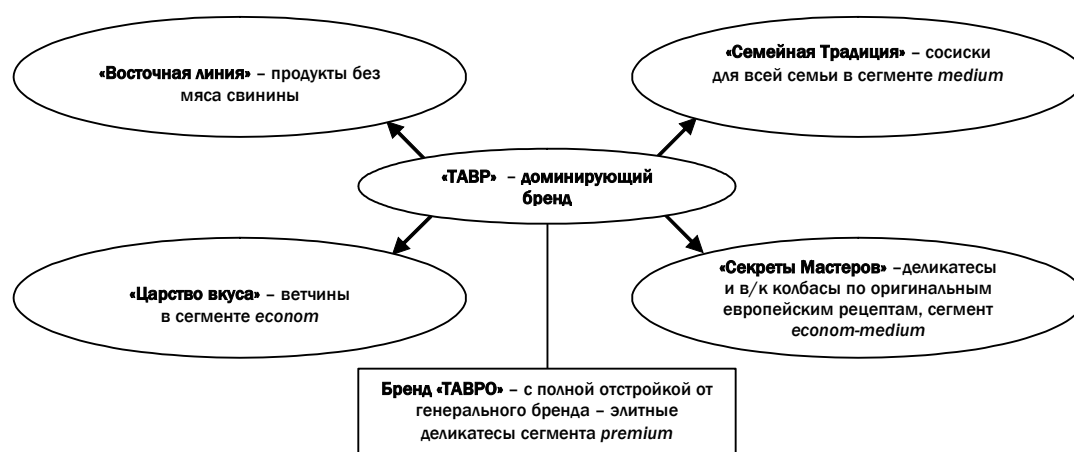 «Восточная линия» – продукты без
мяса свинины
«Семейная Традиция» – сосиски
для всей семьи в сегменте medium
«ТАВР» – доминирующий
бренд
«Царство вкуса» – ветчины
в сегменте econom
«Секреты Мастеров» –деликатесы
и в/к колбасы по оригинальным
европейским рецептам, сегмент
econom-medium
Бренд «ТАВРО» – с полной отстройкой от
генерального бренда – элитные
деликатесы сегмента premium